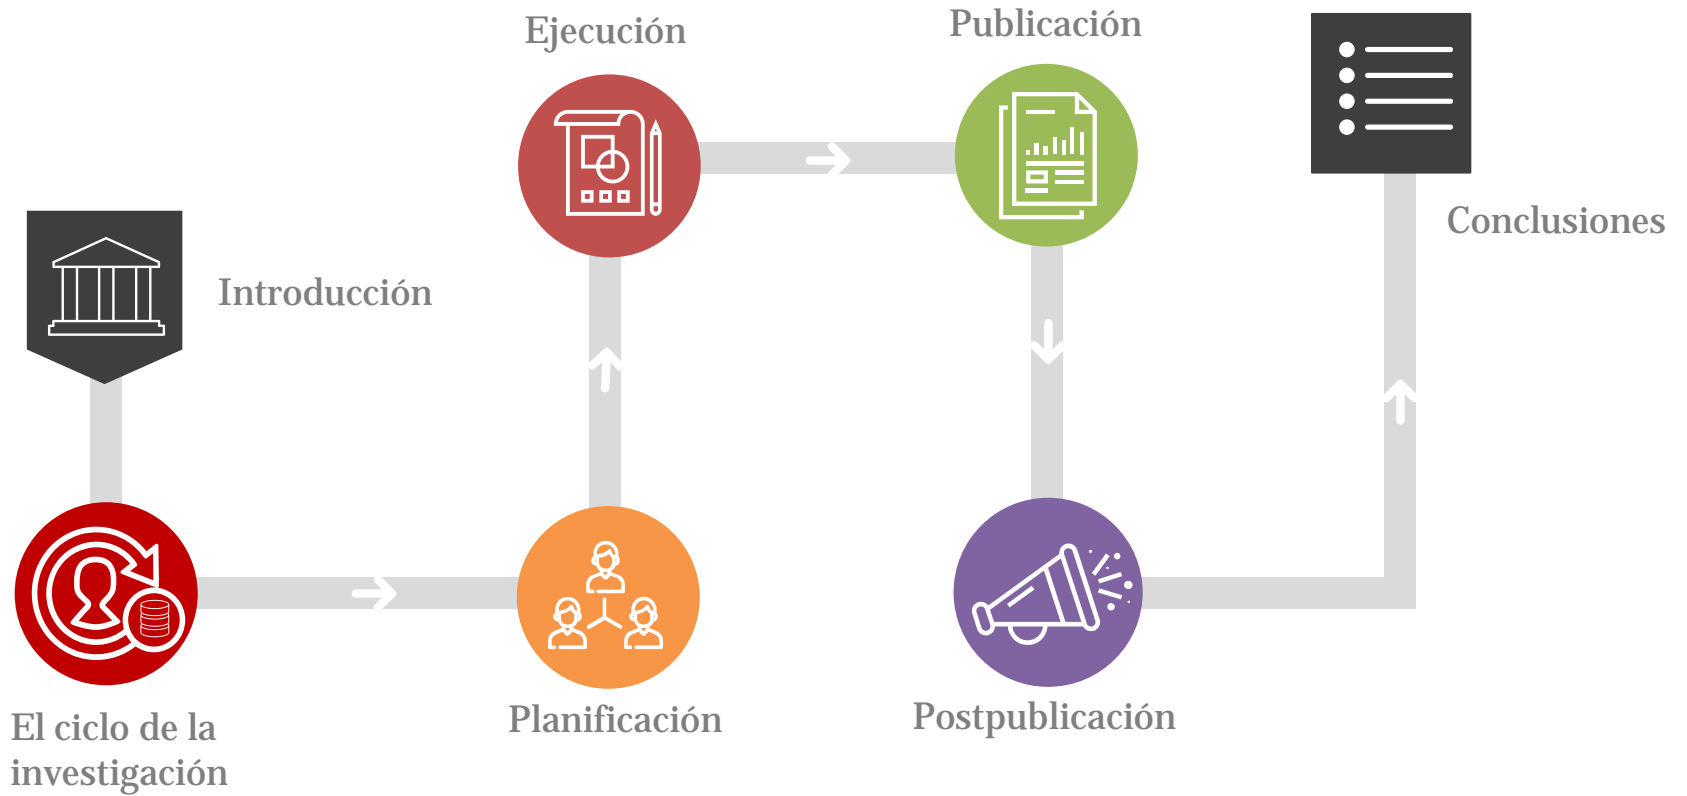 Introducción
El ciclo de la
investigación
Planificación
Ejecución
Publicación
Postpublicación
Conclusiones